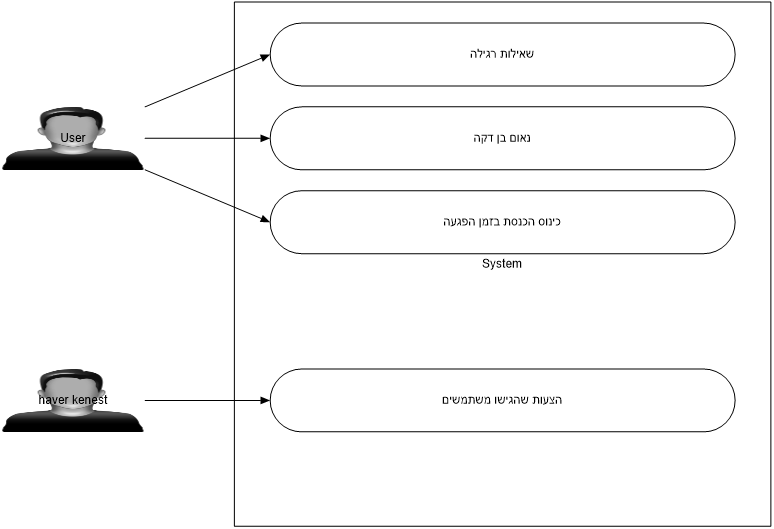 שאילות רגילה
User
נאום בן דקה
כינוס הכנסת בזמן הפגעה
System
haver kenest
הצעות שהגישו משתמשים